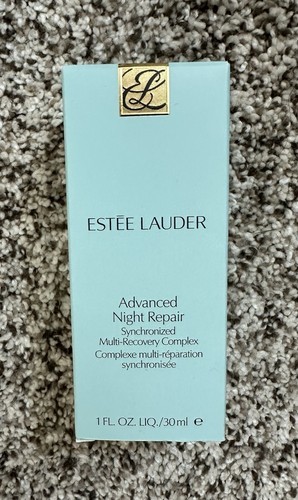 EL
ESTĒE LAUDER
Advanced
Night Repair
Synchronized
Multi-Recovery Complex
Complexe multi-réparation
synchronisée
1 FL. OZ. LIQ./30 ml e